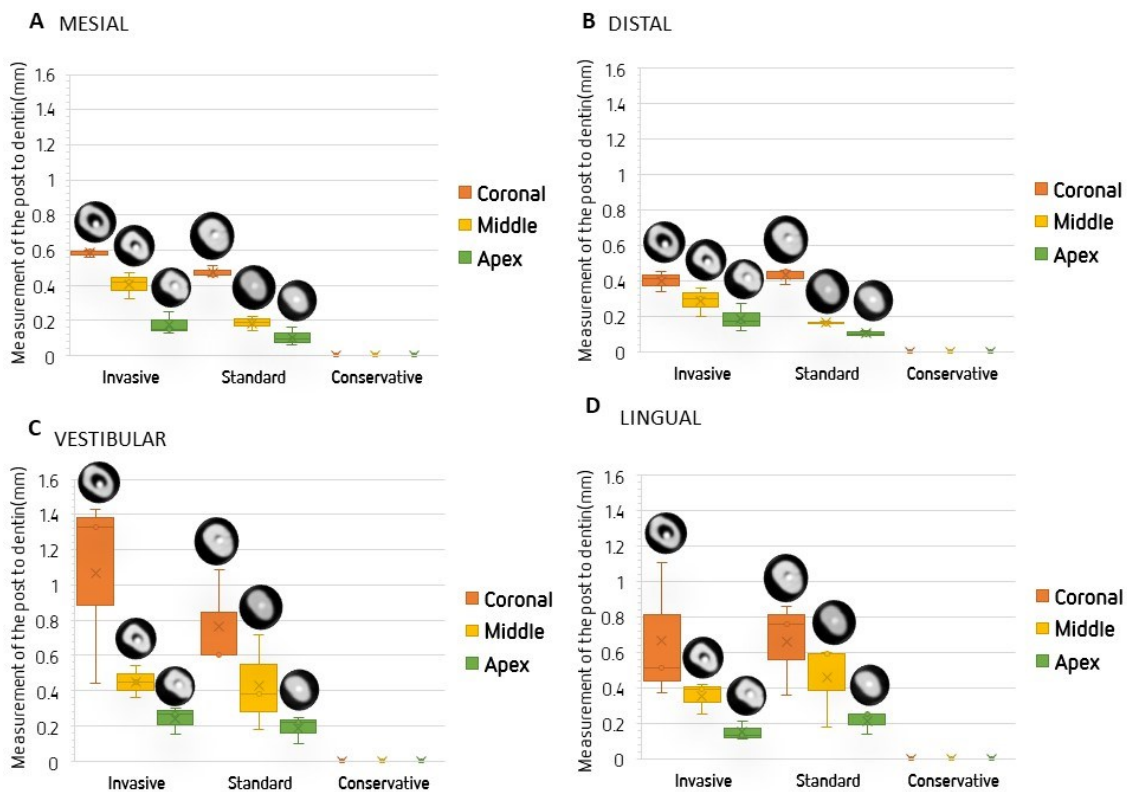 A MESIAL
Measurement of the post to dentin(mm)
1.6
1.4
1.2
1
0.8
0.6
0.4
0.2
0
Invasive Standard Conservative
Coronal
Middle
Apex
B DISTAL
Measurement of the post to dentin(mm)
1.6
1.4
1.2
1
0.8
0.6
0.4
0.2
0
Invasive Standard Conservative
Coronal
Middle
Apex
C VESTIBULAR
Measurement of the post to dentin(mm)
1.6
1.4
1.2
1
0.8
0.6
0.4
0.2
0
Invasive Standard Conservative
Coronal
Middle
Apex
D LINGUAL
Measurement of the post to dentin(mm)
1.6
1.4
1.2
1
0.8
0.6
0.4
0.2
0
Invasive Standard Conservative
Coronal
Middle
Apex